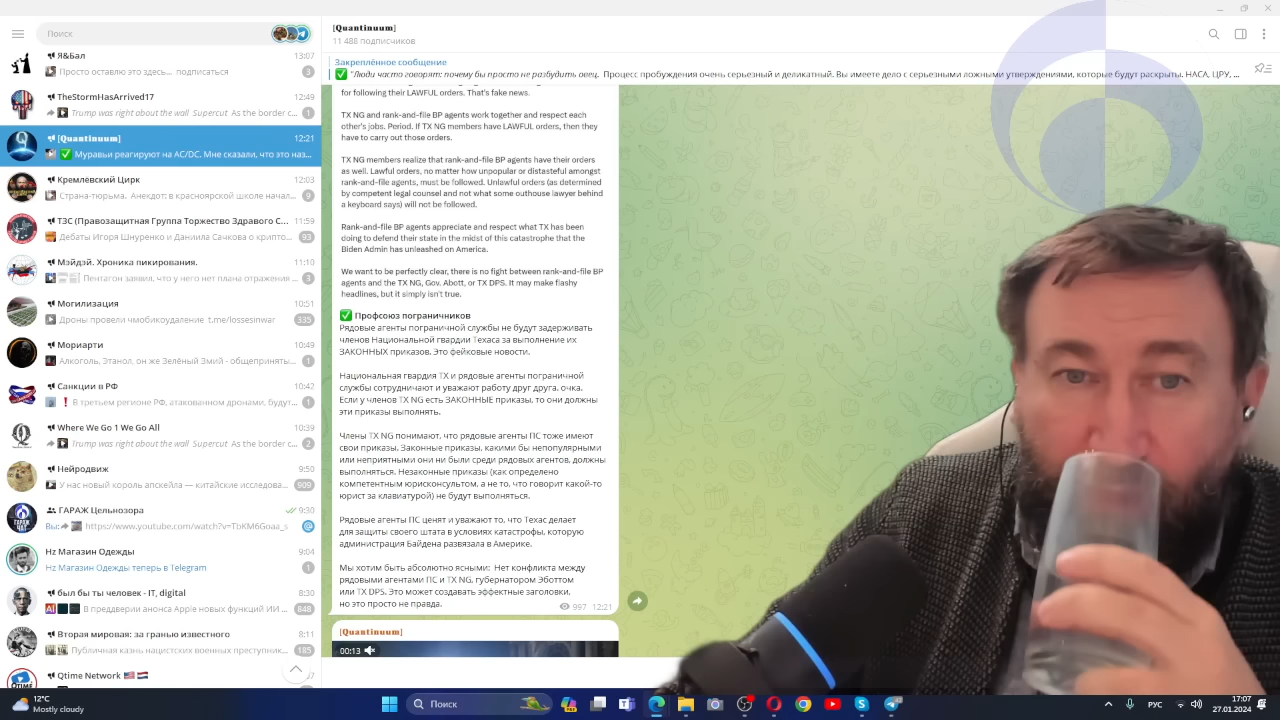 Поиск
Я&Бал
13:07
Просто оставлю это здесь... подписаться
3
TheStormHasArrived17
12:49
Trump was right about the wall Supercut As the border c...
1
[Quantinuum]
12:21
✅ Муравьи реагируют на AC/DC. Мне сказали, что это наз...
Кремлёвский Цирк
12:03
Страна-тюрьма. Анекдот: в красноярской школе начал...
9
ТЗС (Правозащитная Группа Торжество Здравого С...
11:59
Дебаты Игоря Шнуренко и Даниила Сачкова о крипто...
93
Мэйдэй. Хроника пикирования.
11:10
Пентагон заявил, что у него нет плана отражения ...
3
Могилизация
10:51
Дроны провели чмобикоудаление t.me/lossesinwar
335
Мориарти
10:49
Алкоголь, Этанол, он же Зелёный Змий - общеприняты...
1
Санкции в РФ
10:42
❗ В третьем регионе РФ, атакованном дронами, будут...
1
Where We Go 1 We Go All
10:39
Trump was right about the wall Supercut As the border c...
2
Нейродвиж
9:50
У нас новый король апскейла — китайские исследова...
909
ГАРАЖ Цельнозора
9:30
Вы: https://www.youtube.com/watch?v=TbKM6Goaa_s
Hz Магазин Одежды
9:04
Hz Магазин Одежды теперь в Telegram
1
был бы ты человек - IT, digital
8:30
В преддверии анонса Apple новых функций ИИ ...
848
Вторая мировая: за гранью известного
8:11
Публичная казнь нацистских военных преступник...
185
Qtime Network
[Quantinuum]
11 488 подписчиков
Закреплённое сообщение
✅ "Люди часто говорят: почему бы просто не разбудить овец. Процесс пробуждения очень серьезный и деликатный. Вы имеете дело с серьезными ложными утверждениями, которые будут раскрыты. НАСА, ЦРУ, ...
for following their LAWFUL orders. That's fake news.
TX NG and rank-and-file BP agents work together and respect each
other's jobs. Period. If TX NG members have LAWFUL orders, then they
have to carry out those orders.
TX NG members realize that rank-and-file BP agents have their orders
as well. Lawful orders, no matter how unpopular or distasteful amongst
rank-and-file agents, must be followed. Unlawful orders (as determined
by competent legal counsel and not what some outhouse lawyer behind
a keyboard says) will not be followed.
Rank-and-file BP agents appreciate and respect what TX has been
doing to defend their state in the midst of this catastrophe that the
Biden Admin has unleashed on America.
We want to be perfectly clear, there is no fight between rank-and-file BP
agents and the TX NG, Gov. Abott, or TX DPS. It may make flashy
headlines, but it simply isn't true.
✅ Профсоюз пограничников
Рядовые агенты пограничной службы не будут задерживать
членов Национальной гвардии Техаса за выполнение их
ЗАКОННЫХ приказов. Это фейковые новости.
Национальная гвардия TX и рядовые агенты пограничной
службы сотрудничают и уважают работу друг друга, очка.
Если у членов TX NG есть ЗАКОННЫЕ приказы, то они должны
эти приказы выполнять.
Члены TX NG понимают, что рядовые агенты ПС тоже имеют
свои приказы. Законные приказы, какими бы непопулярными
или неприятными они ни были среди рядовых агентов, должны
выполняться. Незаконные приказы (как определено
компетентным юрисконсультом, а не то, что говорит какой-то
юрист за клавиатурой) не будут выполняться.
Рядовые агенты ПС ценят и уважают то, что Техас делает
для защиты своего штата в условиях катастрофы, которую
администрация Байдена развязала в Америке.
Мы хотим быть абсолютно ясными: Нет конфликта между
рядовыми агентами ПС и TX NG, губернатором Эботтом
или TX DPS. Это может создавать эффектные заголовки,
но это просто не правда.
997 12:21
[Quantinuum]
00:13
12°C
Mostly cloudy
Поиск
РУС
17:07
27.01.2024